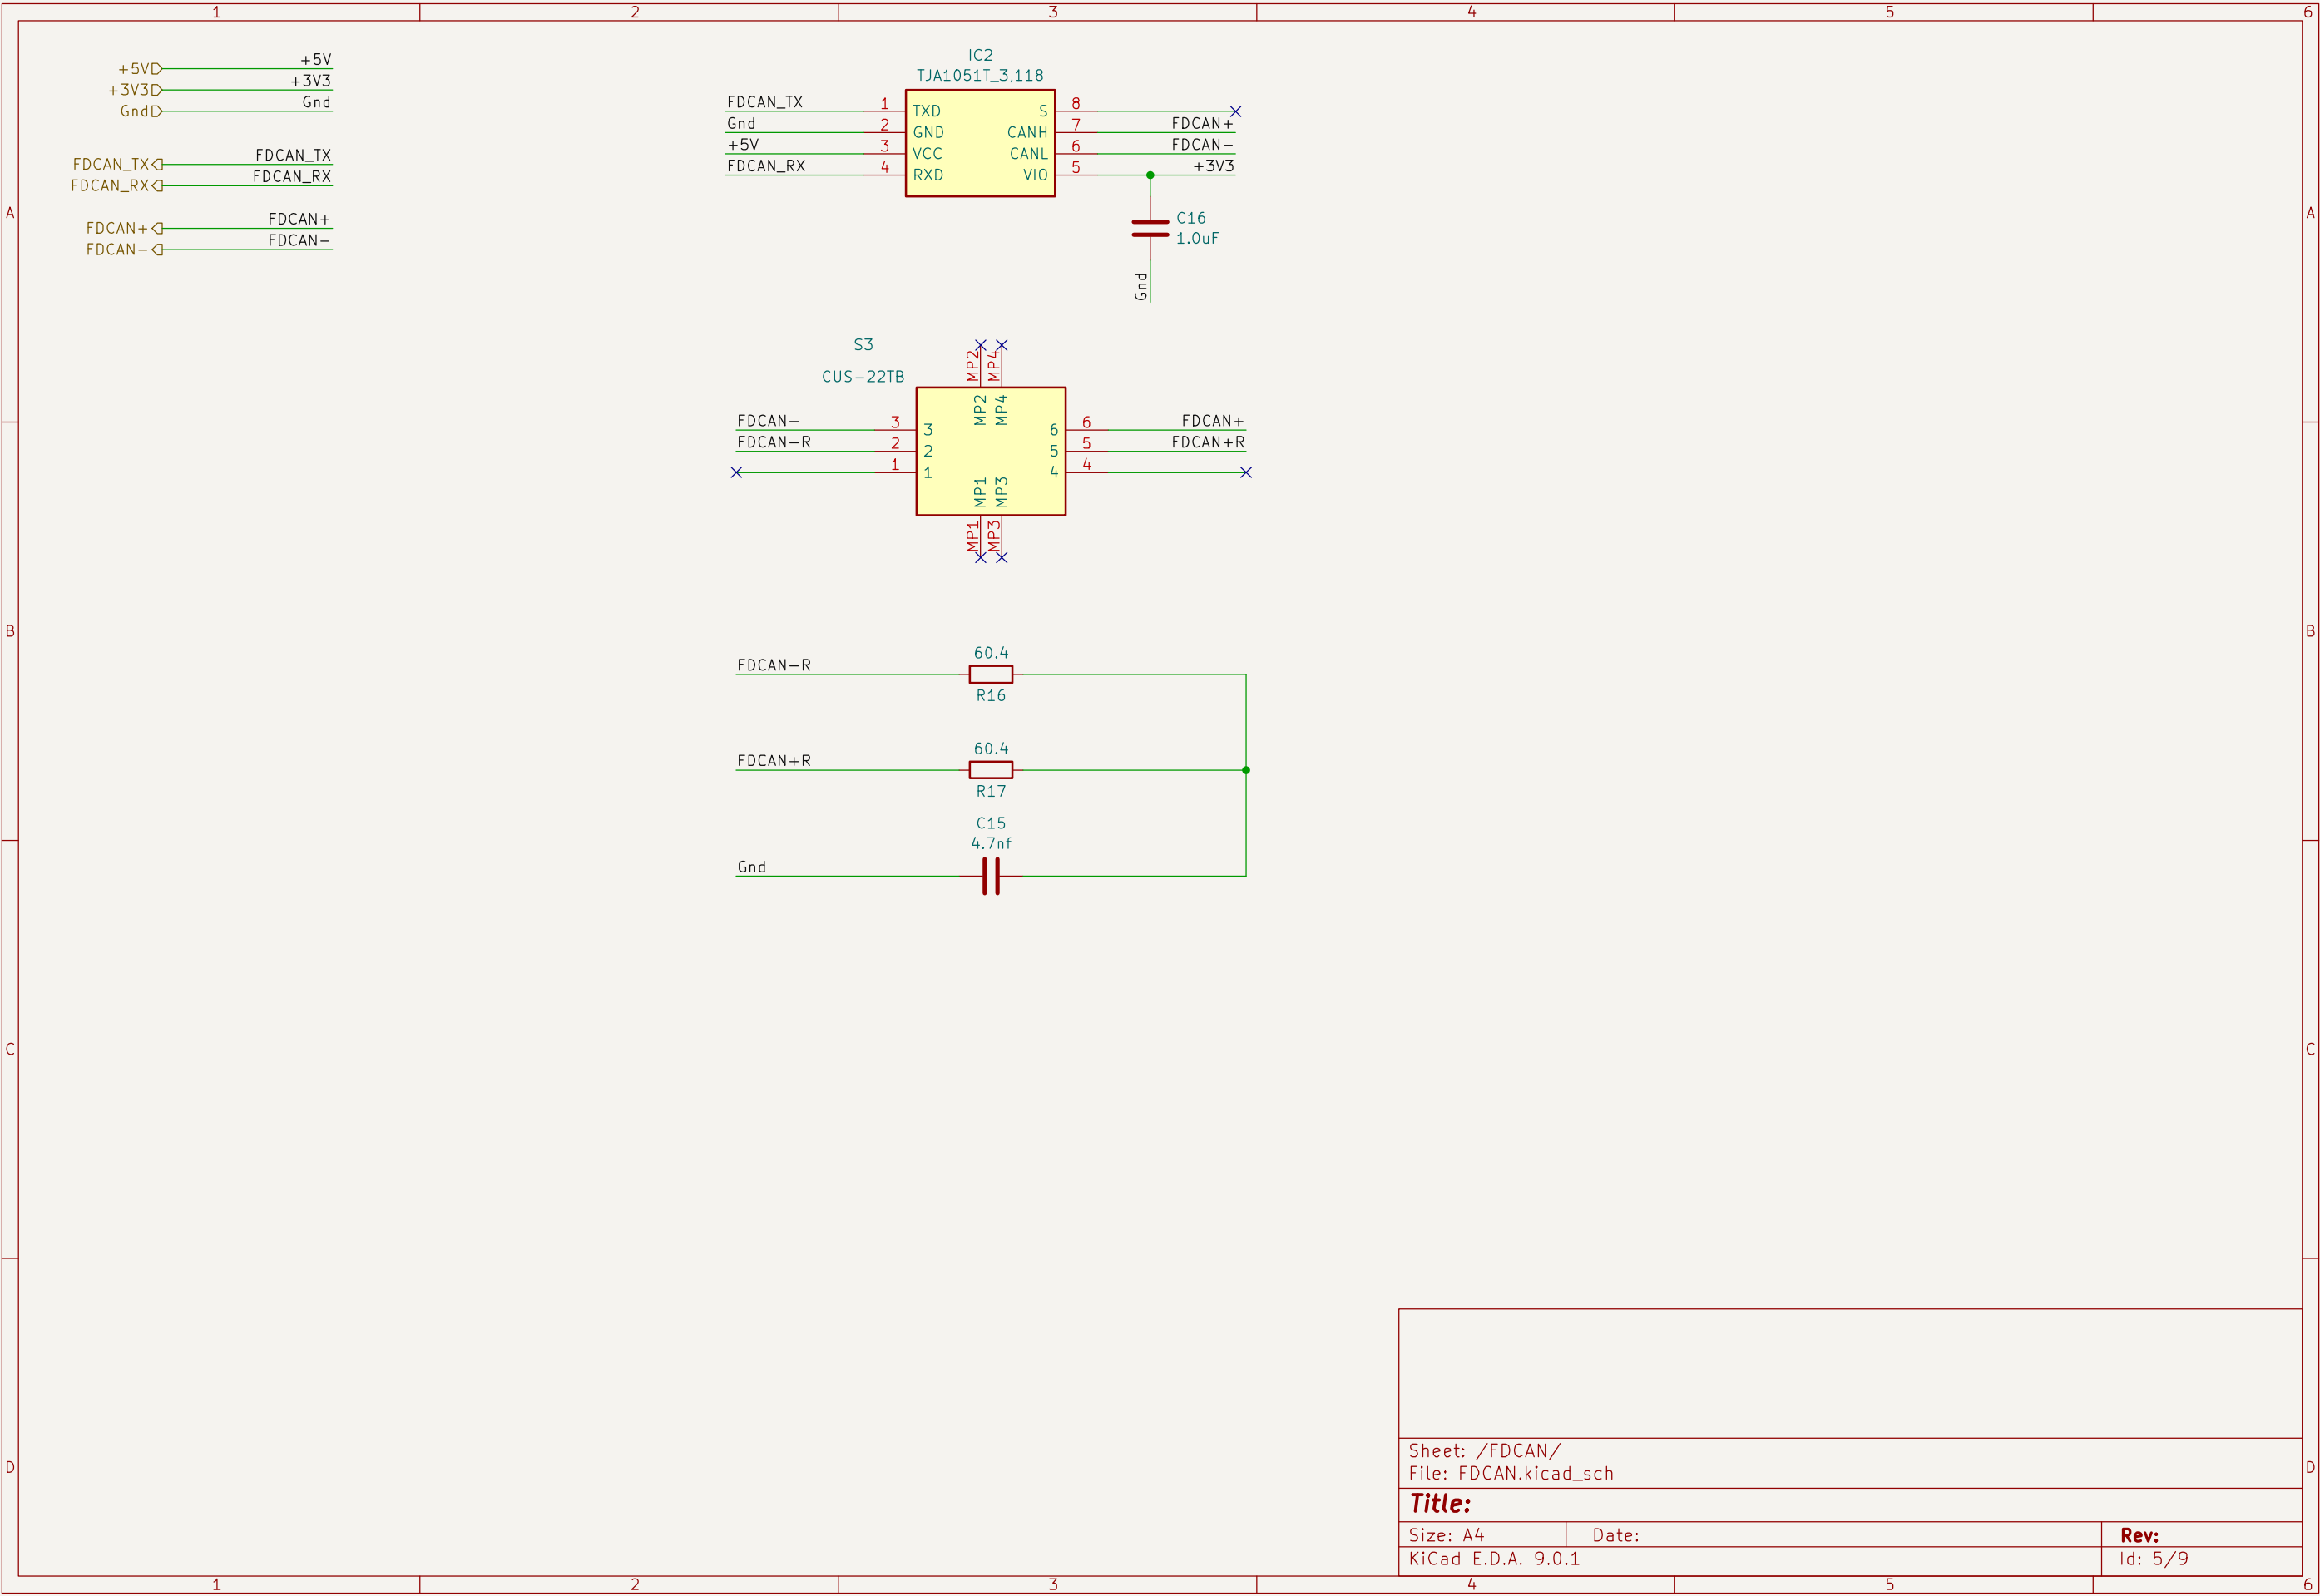 1 2 3 4 5 6
A
B
C
D
A
B
C
D
+5V +5V
+3V3 +3V3
Gnd Gnd
FDCAN_TX FDCAN_TX
FDCAN_RX FDCAN_RX
FDCAN+ FDCAN+
FDCAN- FDCAN-
IC2
TJA1051T_3,118
FDCAN_TX 1 TXD S 8
Gnd 2 GND CANH 7 FDCAN+
+5V 3 VCC CANL 6 FDCAN-
FDCAN_RX 4 RXD VIO 5 +3V3
C16
1.0uF
Gnd
S3
CUS-22TB
MP2 MP4
MP2 MP4
FDCAN- 3 3 6 6 FDCAN+
FDCAN-R 2 2 5 5 FDCAN+R
1 1 4 4
MP1 MP3
MP1 MP3
60.4
FDCAN-R
R16
60.4
FDCAN+R
R17
C15
4.7nf
Gnd
Sheet: /FDCAN/
File: FDCAN.kicad_sch
Title:
Size: A4 Date: Rev:
KiCad E.D.A. 9.0.1 Id: 5/9
1 2 3 4 5 6